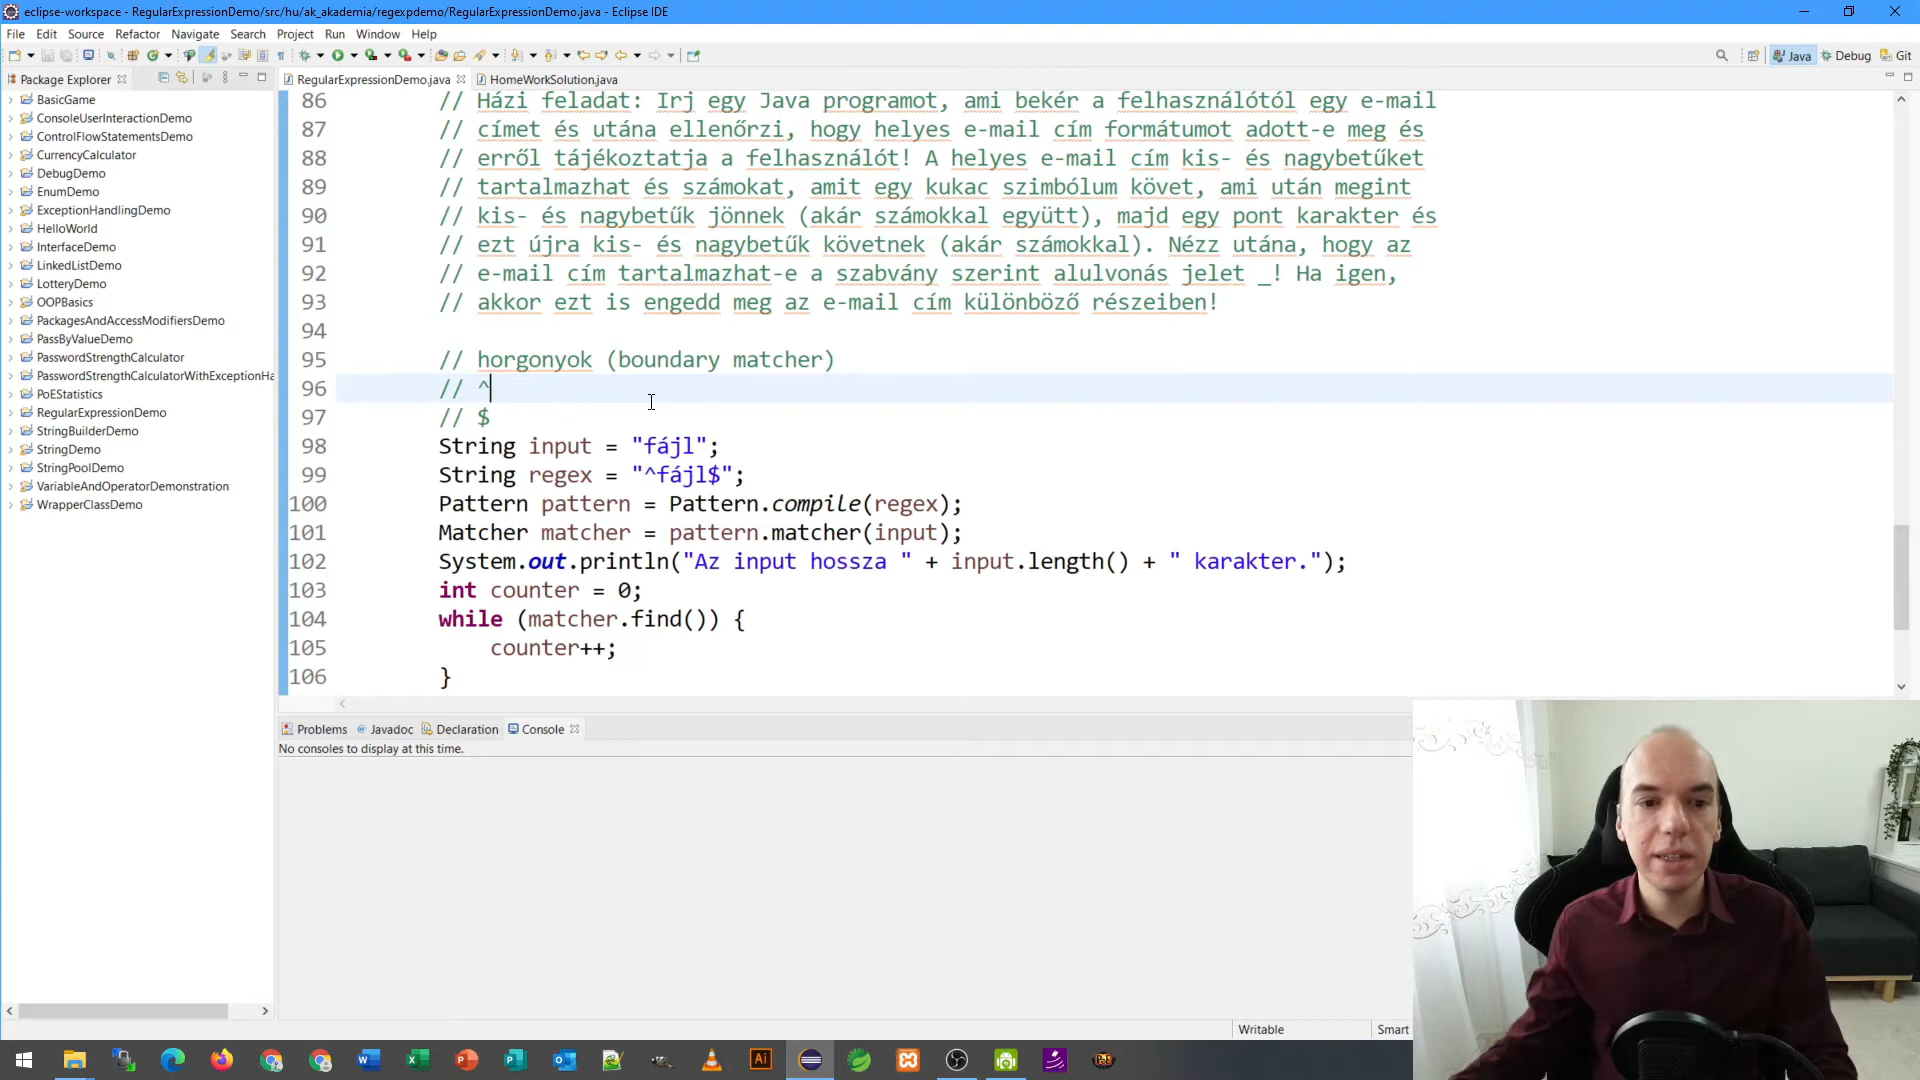 eclipse-workspace - RegularExpressionDemo/src/hu/ak_akademia/regexpdemo/RegularExpressionDemo.java - Eclipse IDE
File Edit Source Refactor Navigate Search Project Run Window Help
Java Debug Git
Package Explorer
RegularExpressionDemo.java HomeWorkSolution.java
BasicGame
ConsoleUserInteractionDemo
ControlFlowStatementsDemo
CurrencyCalculator
DebugDemo
EnumDemo
ExceptionHandlingDemo
HelloWorld
InterfaceDemo
LinkedListDemo
LotteryDemo
OOPBasics
PackagesAndAccessModifiersDemo
PassByValueDemo
PasswordStrengthCalculator
PasswordStrengthCalculatorWithExceptionHa
PoEStatistics
RegularExpressionDemo
StringBuilderDemo
StringDemo
StringPoolDemo
VariableAndOperatorDemonstration
WrapperClassDemo
86 // Házi feladat: Irj egy Java programot, ami bekér a felhasználótól egy e-mail
87 // címet és utána ellenőrzi, hogy helyes e-mail cím formátumot adott-e meg és
88 // erről tájékoztatja a felhasználót! A helyes e-mail cím kis- és nagybetűket
89 // tartalmazhat és számokat, amit egy kukac szimbólum követ, ami után megint
90 // kis- és nagybetűk jönnek (akár számokkal együtt), majd egy pont karakter és
91 // ezt újra kis- és nagybetűk követnek (akár számokkal). Nézz utána, hogy az
92 // e-mail cím tartalmazhat-e a szabvány szerint alulvonás jelet _! Ha igen,
93 // akkor ezt is engedd meg az e-mail cím különböző részeiben!
94
95 // horgonyok (boundary matcher)
96 // ^
97 // $
98 String input = "fájl";
99 String regex = "^fájl$";
100 Pattern pattern = Pattern.compile(regex);
101 Matcher matcher = pattern.matcher(input);
102 System.out.println("Az input hossza " + input.length() + " karakter.");
103 int counter = 0;
104 while (matcher.find()) {
105 counter++;
106 }
Problems Javadoc Declaration Console
No consoles to display at this time.
Writable Smart